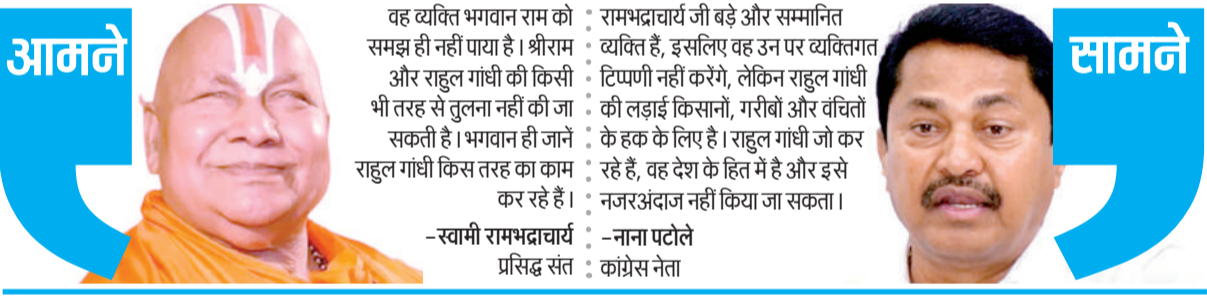 आमने
वह व्यक्ति भगवान राम को
समझ ही नहीं पाया है। श्रीराम
और राहुल गांधी की किसी
भी तरह से तुलना नहीं की जा
सकती है। भगवान ही जानें
राहुल गांधी किस तरह का काम
कर रहे हैं।
–स्वामी रामभद्राचार्य
प्रसिद्ध संत
रामभद्राचार्य जी बड़े और सम्मानित
व्यक्ति हैं, इसलिए वह उन पर व्यक्तिगत
टिप्पणी नहीं करेंगे, लेकिन राहुल गांधी
की लड़ाई किसानों, गरीबों और वंचितों
के हक के लिए है। राहुल गांधी जो कर
रहे हैं, वह देश के हित में है और इसे
नजरअंदाज नहीं किया जा सकता।
–नाना पटोले
कांग्रेस नेता
सामने